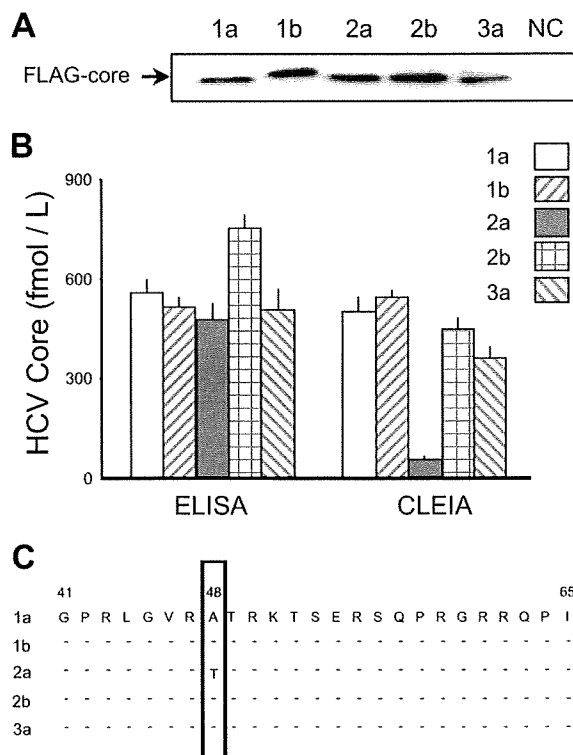 A
1a 1b 2a 2b 3a NC
FLAG-core
B
HCV Core (fmol / L)
900
600
300
0
1a
1b
2a
2b
3a
ELISA CLEIA
C
41 48 65
1a G P R L G V R A T R K T S E R S Q P R G R R Q P I
1b - - - - - - - - - - - - - - - - - - - - - - - - -
2a - - - - - - - T - - - - - - - - - - - - - - - - -
2b - - - - - - - - - - - - - - - - - - - - - - - - -
3a - - - - - - - - - - - - - - - - - - - - - - - - -